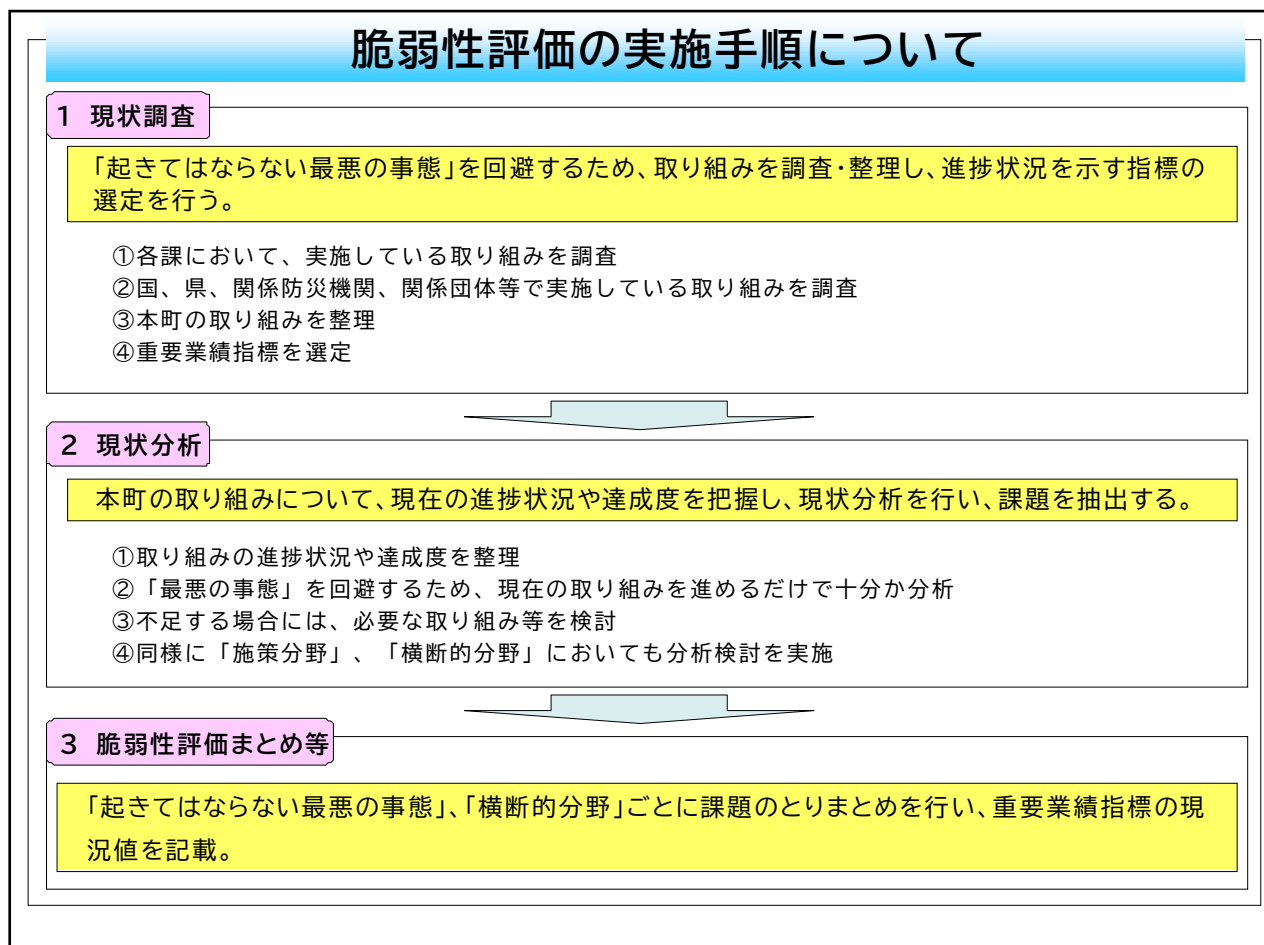 脆弱性評価の実施手順について
1 現状調査
「起きてはならない最悪の事態」を回避するため、取り組みを調査・整理し、進捗状況を示す指標の
選定を行う。
①各課において、実施している取り組みを調査
②国、県、関係防災機関、関係団体等で実施している取り組みを調査
③本町の取り組みを整理
④重要業績指標を選定
2 現状分析
本町の取り組みについて、現在の進捗状況や達成度を把握し、現状分析を行い、課題を抽出する。
①取り組みの進捗状況や達成度を整理
②「最悪の事態」を回避するため、現在の取り組みを進めるだけで十分か分析
③不足する場合には、必要な取り組み等を検討
④同様に「施策分野」、「横断的分野」においても分析検討を実施
3 脆弱性評価まとめ等
「起きてはならない最悪の事態」、「横断的分野」ごとに課題のとりまとめを行い、重要業績指標の現
況値を記載。